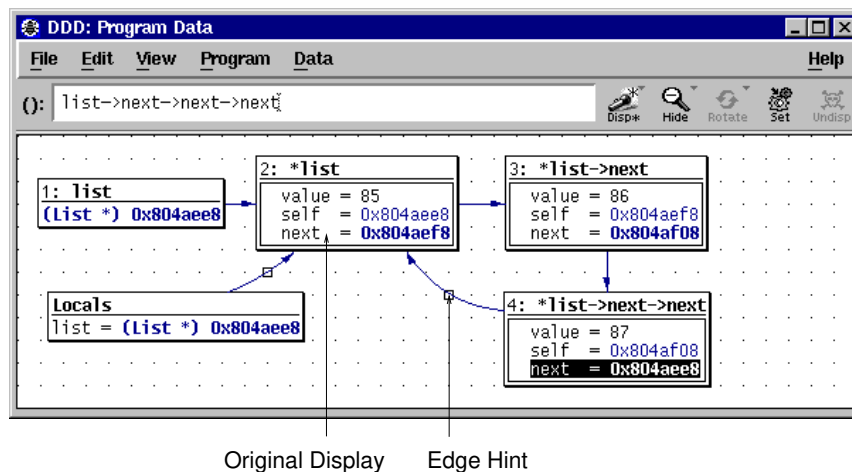 DDD: Program Data
File Edit View Program Data Help
(): list->next->next->next
Disp* Hide Rotate Set Undisp
1: list
(List *) 0x804aee8
2: *list
value = 85
self = 0x804aee8
next = 0x804aef8
3: *list->next
value = 86
self = 0x804aef8
next = 0x804af08
Locals
list = (List *) 0x804aee8
4: *list->next->next
value = 87
self = 0x804af08
next = 0x804aee8
Original Display Edge Hint